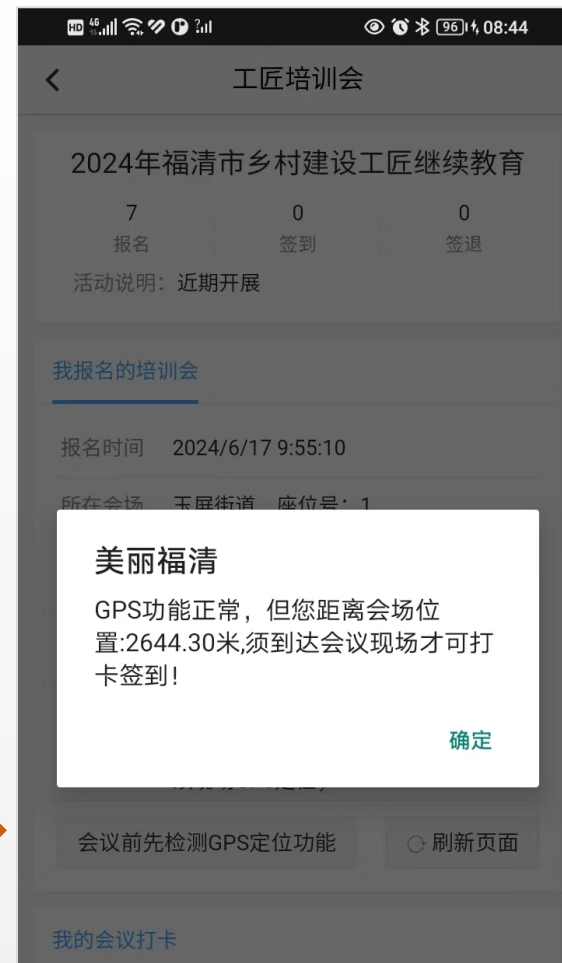 HD 4G 96 08:44
工匠培训会
2024年福清市乡村建设工匠继续教育
7 0 0
报名 签到 签退
活动说明：近期开展
我报名的培训会
报名时间 2024/6/17 9:55:10
所在会场 玉屏街道 座位号：1
美丽福清
GPS功能正常，但您距离会场位
置:2644.30米,须到达会议现场才可打
卡签到！
确定
会议前先检测GPS定位功能 刷新页面
我的会议打卡